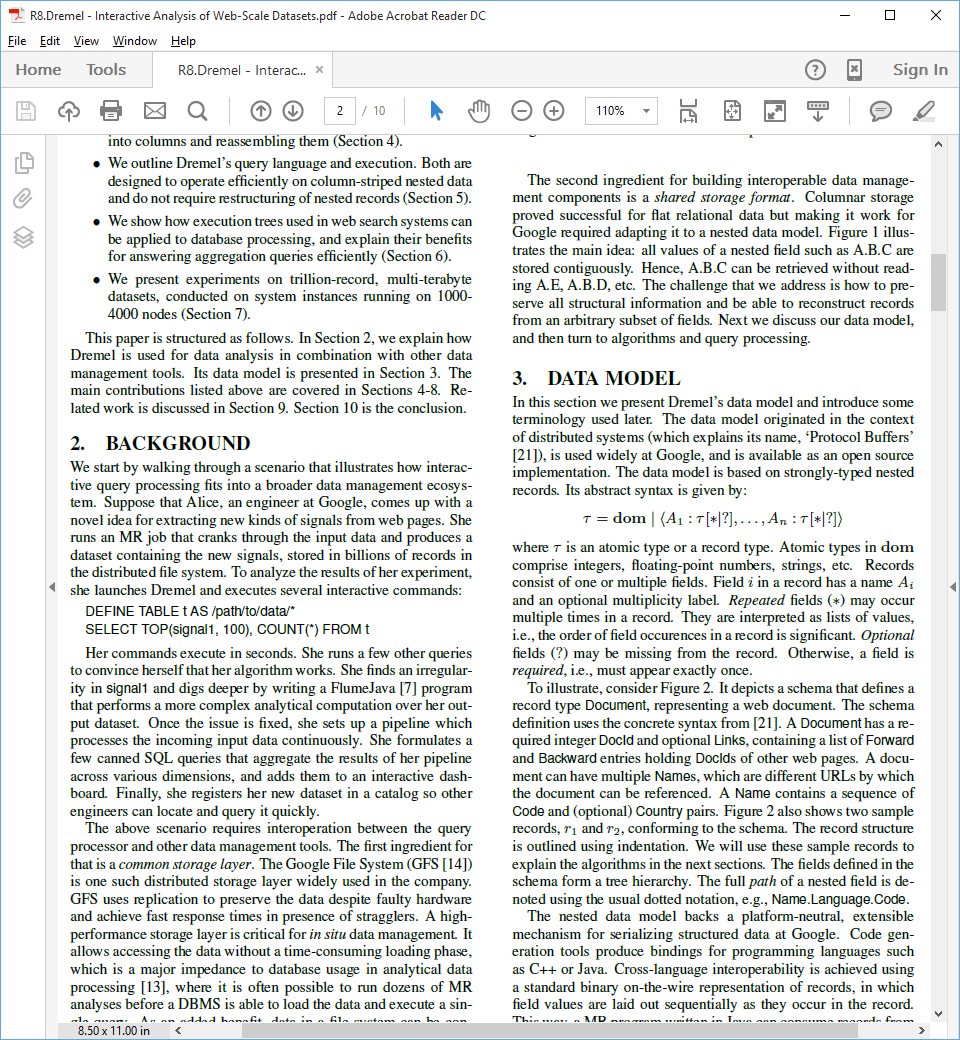 R8.Dremel - Interactive Analysis of Web-Scale Datasets.pdf - Adobe Acrobat Reader DC
File Edit View Window Help
Home Tools R8.Dremel - Interac... × ? Sign In
2 / 10 110%
into columns and reassembling them (Section 4).
• We outline Dremel's query language and execution. Both are
designed to operate efficiently on column-striped nested data
and do not require restructuring of nested records (Section 5).
• We show how execution trees used in web search systems can
be applied to database processing, and explain their benefits
for answering aggregation queries efficiently (Section 6).
• We present experiments on trillion-record, multi-terabyte
datasets, conducted on system instances running on 1000-
4000 nodes (Section 7).
This paper is structured as follows. In Section 2, we explain how
Dremel is used for data analysis in combination with other data
management tools. Its data model is presented in Section 3. The
main contributions listed above are covered in Sections 4-8. Re-
lated work is discussed in Section 9. Section 10 is the conclusion.
2. BACKGROUND
We start by walking through a scenario that illustrates how interac-
tive query processing fits into a broader data management ecosys-
tem. Suppose that Alice, an engineer at Google, comes up with a
novel idea for extracting new kinds of signals from web pages. She
runs an MR job that cranks through the input data and produces a
dataset containing the new signals, stored in billions of records in
the distributed file system. To analyze the results of her experiment,
she launches Dremel and executes several interactive commands:
DEFINE TABLE t AS /path/to/data/*
SELECT TOP(signal1, 100), COUNT(*) FROM t
Her commands execute in seconds. She runs a few other queries
to convince herself that her algorithm works. She finds an irregular-
ity in signal1 and digs deeper by writing a FlumeJava [7] program
that performs a more complex analytical computation over her out-
put dataset. Once the issue is fixed, she sets up a pipeline which
processes the incoming input data continuously. She formulates a
few canned SQL queries that aggregate the results of her pipeline
across various dimensions, and adds them to an interactive dash-
board. Finally, she registers her new dataset in a catalog so other
engineers can locate and query it quickly.
The above scenario requires interoperation between the query
processor and other data management tools. The first ingredient for
that is a common storage layer. The Google File System (GFS [14])
is one such distributed storage layer widely used in the company.
GFS uses replication to preserve the data despite faulty hardware
and achieve fast response times in presence of stragglers. A high-
performance storage layer is critical for in situ data management. It
allows accessing the data without a time-consuming loading phase,
which is a major impedance to database usage in analytical data
processing [13], where it is often possible to run dozens of MR
analyses before a DBMS is able to load the data and execute a sin-
gle query. As an added benefit, data in a file system can be con-
The second ingredient for building interoperable data manage-
ment components is a shared storage format. Columnar storage
proved successful for flat relational data but making it work for
Google required adapting it to a nested data model. Figure 1 illus-
trates the main idea: all values of a nested field such as A.B.C are
stored contiguously. Hence, A.B.C can be retrieved without read-
ing A.E, A.B.D, etc. The challenge that we address is how to pre-
serve all structural information and be able to reconstruct records
from an arbitrary subset of fields. Next we discuss our data model,
and then turn to algorithms and query processing.
3. DATA MODEL
In this section we present Dremel's data model and introduce some
terminology used later. The data model originated in the context
of distributed systems (which explains its name, 'Protocol Buffers'
[21]), is used widely at Google, and is available as an open source
implementation. The data model is based on strongly-typed nested
records. Its abstract syntax is given by:
τ = dom | ⟨A1 : τ[∗|?], . . . , An : τ[∗|?]⟩
where τ is an atomic type or a record type. Atomic types in dom
comprise integers, floating-point numbers, strings, etc. Records
consist of one or multiple fields. Field i in a record has a name Ai
and an optional multiplicity label. Repeated fields (∗) may occur
multiple times in a record. They are interpreted as lists of values,
i.e., the order of field occurences in a record is significant. Optional
fields (?) may be missing from the record. Otherwise, a field is
required, i.e., must appear exactly once.
To illustrate, consider Figure 2. It depicts a schema that defines a
record type Document, representing a web document. The schema
definition uses the concrete syntax from [21]. A Document has a re-
quired integer DocId and optional Links, containing a list of Forward
and Backward entries holding DocIds of other web pages. A docu-
ment can have multiple Names, which are different URLs by which
the document can be referenced. A Name contains a sequence of
Code and (optional) Country pairs. Figure 2 also shows two sample
records, r1 and r2, conforming to the schema. The record structure
is outlined using indentation. We will use these sample records to
explain the algorithms in the next sections. The fields defined in the
schema form a tree hierarchy. The full path of a nested field is de-
noted using the usual dotted notation, e.g., Name.Language.Code.
The nested data model backs a platform-neutral, extensible
mechanism for serializing structured data at Google. Code gen-
eration tools produce bindings for programming languages such
as C++ or Java. Cross-language interoperability is achieved using
a standard binary on-the-wire representation of records, in which
field values are laid out sequentially as they occur in the record.
This way, a MR program written in Java can consume records from
8.50 x 11.00 in